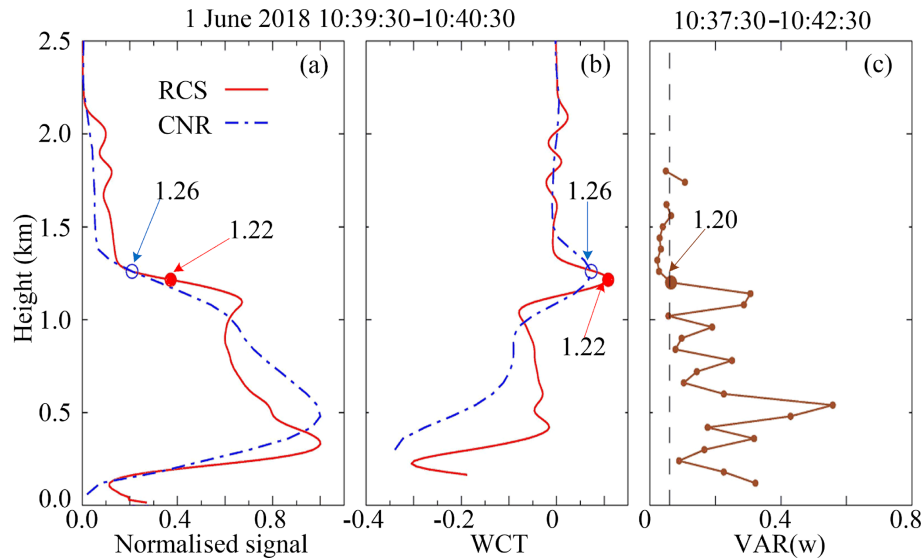 1 June 2018 10:39:30–10:40:30
10:37:30-10:42:30
2.5
2.0
1.5
1.0
0.5
0.0
Height (km)
(a)
RCS
CNR
1.26
1.22
0.0
0.4
0.8
Normalised signal
(b)
1.26
1.22
-0.4
-0.2
0
WCT
(c)
1.20
0
0.4
0.8
VAR(w)